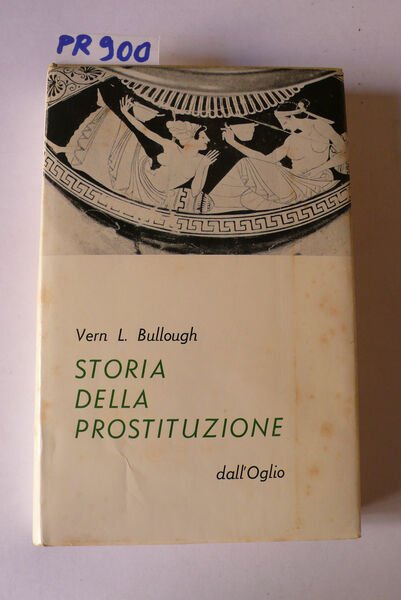 PR 900
Vern L. Bullough
STORIA
DELLA
PROSTITUZIONE
dall'Oglio